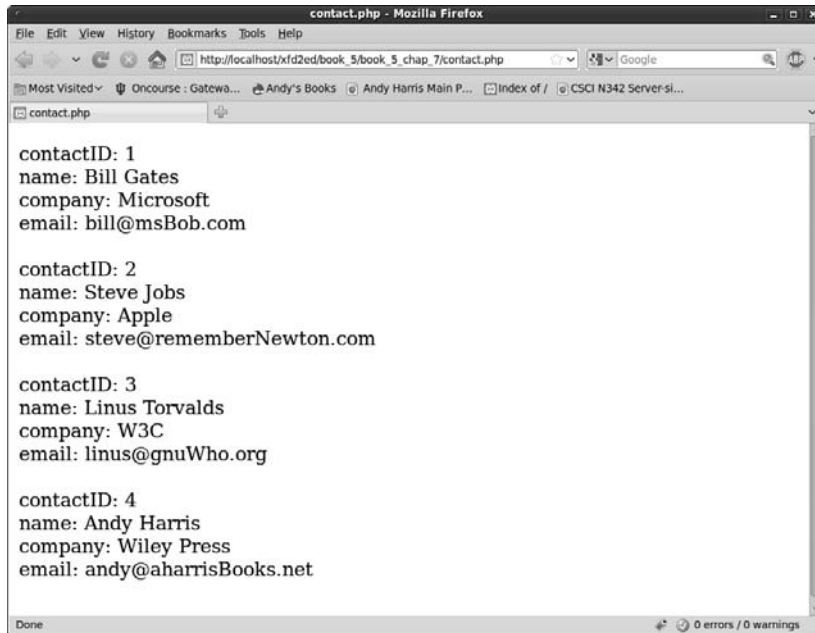 contact.php - Mozilla Firefox
File Edit View History Bookmarks Tools Help
http://localhost/xfd2ed/book_5/book_5_chap_7/contact.php Google
Most Visited Oncourse : Gatewa... Andy's Books Andy Harris Main P... Index of / CSCI N342 Server-si...
contact.php
contactID: 1
name: Bill Gates
company: Microsoft
email: bill@msBob.com
contactID: 2
name: Steve Jobs
company: Apple
email: steve@rememberNewton.com
contactID: 3
name: Linus Torvalds
company: W3C
email: linus@gnuWho.org
contactID: 4
name: Andy Harris
company: Wiley Press
email: andy@aharrisBooks.net
Done 0 errors / 0 warnings